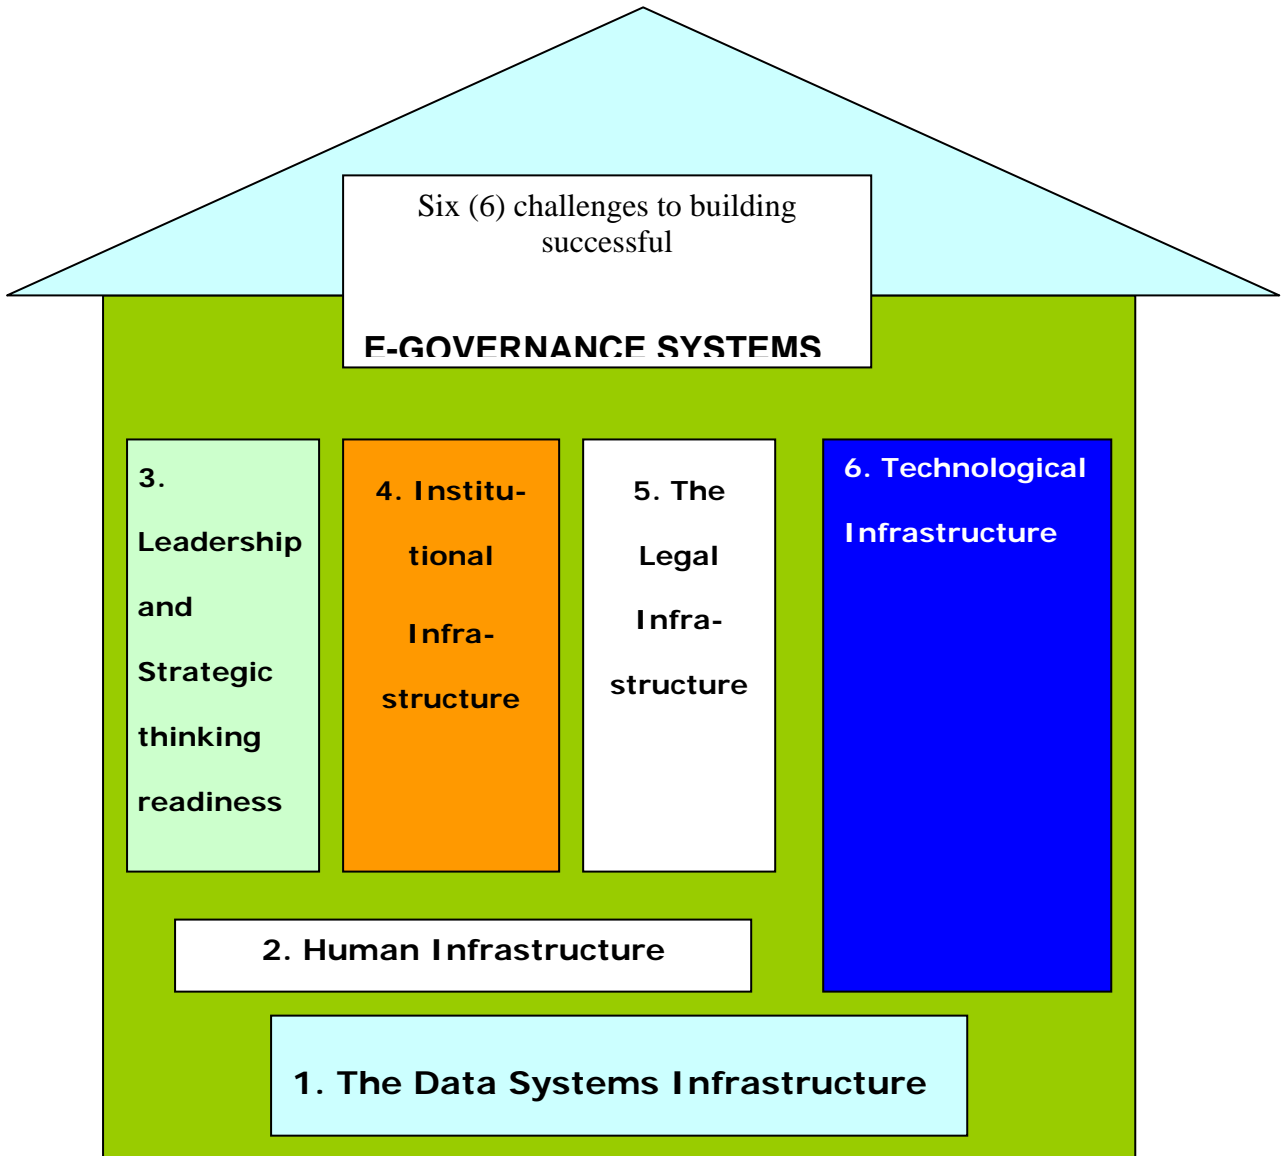 Six (6) challenges to building
successful
E-GOVERNANCE SYSTEMS
3.
Leadership
and
Strategic
thinking
readiness
4. Institu-
tional
Infra-
structure
5. The
Legal
Infra-
structure
6. Technological
Infrastructure
2. Human Infrastructure
1. The Data Systems Infrastructure